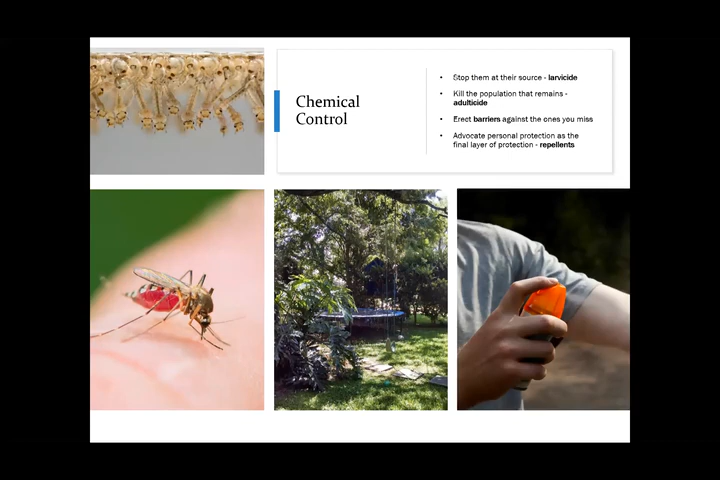 Chemical
Control
• Stop them at their source - larvicide
• Kill the population that remains -
adulticide
• Erect barriers against the ones you miss
• Advocate personal protection as the
final layer of protection - repellents